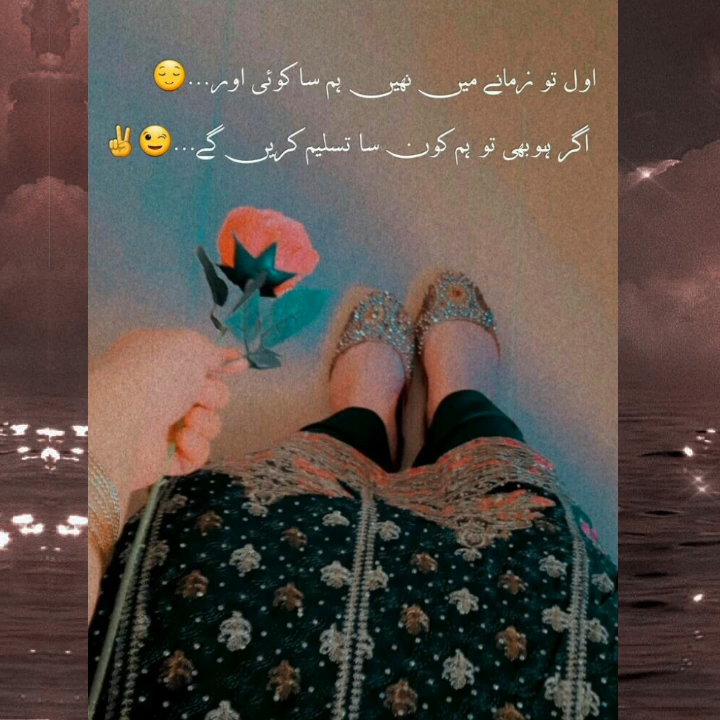 اول تو زمانے میں نہیں ہم سا کوئی اور...😌
اگر ہو بھی تو ہم کون سا تسلیم کریں گے...😉✌